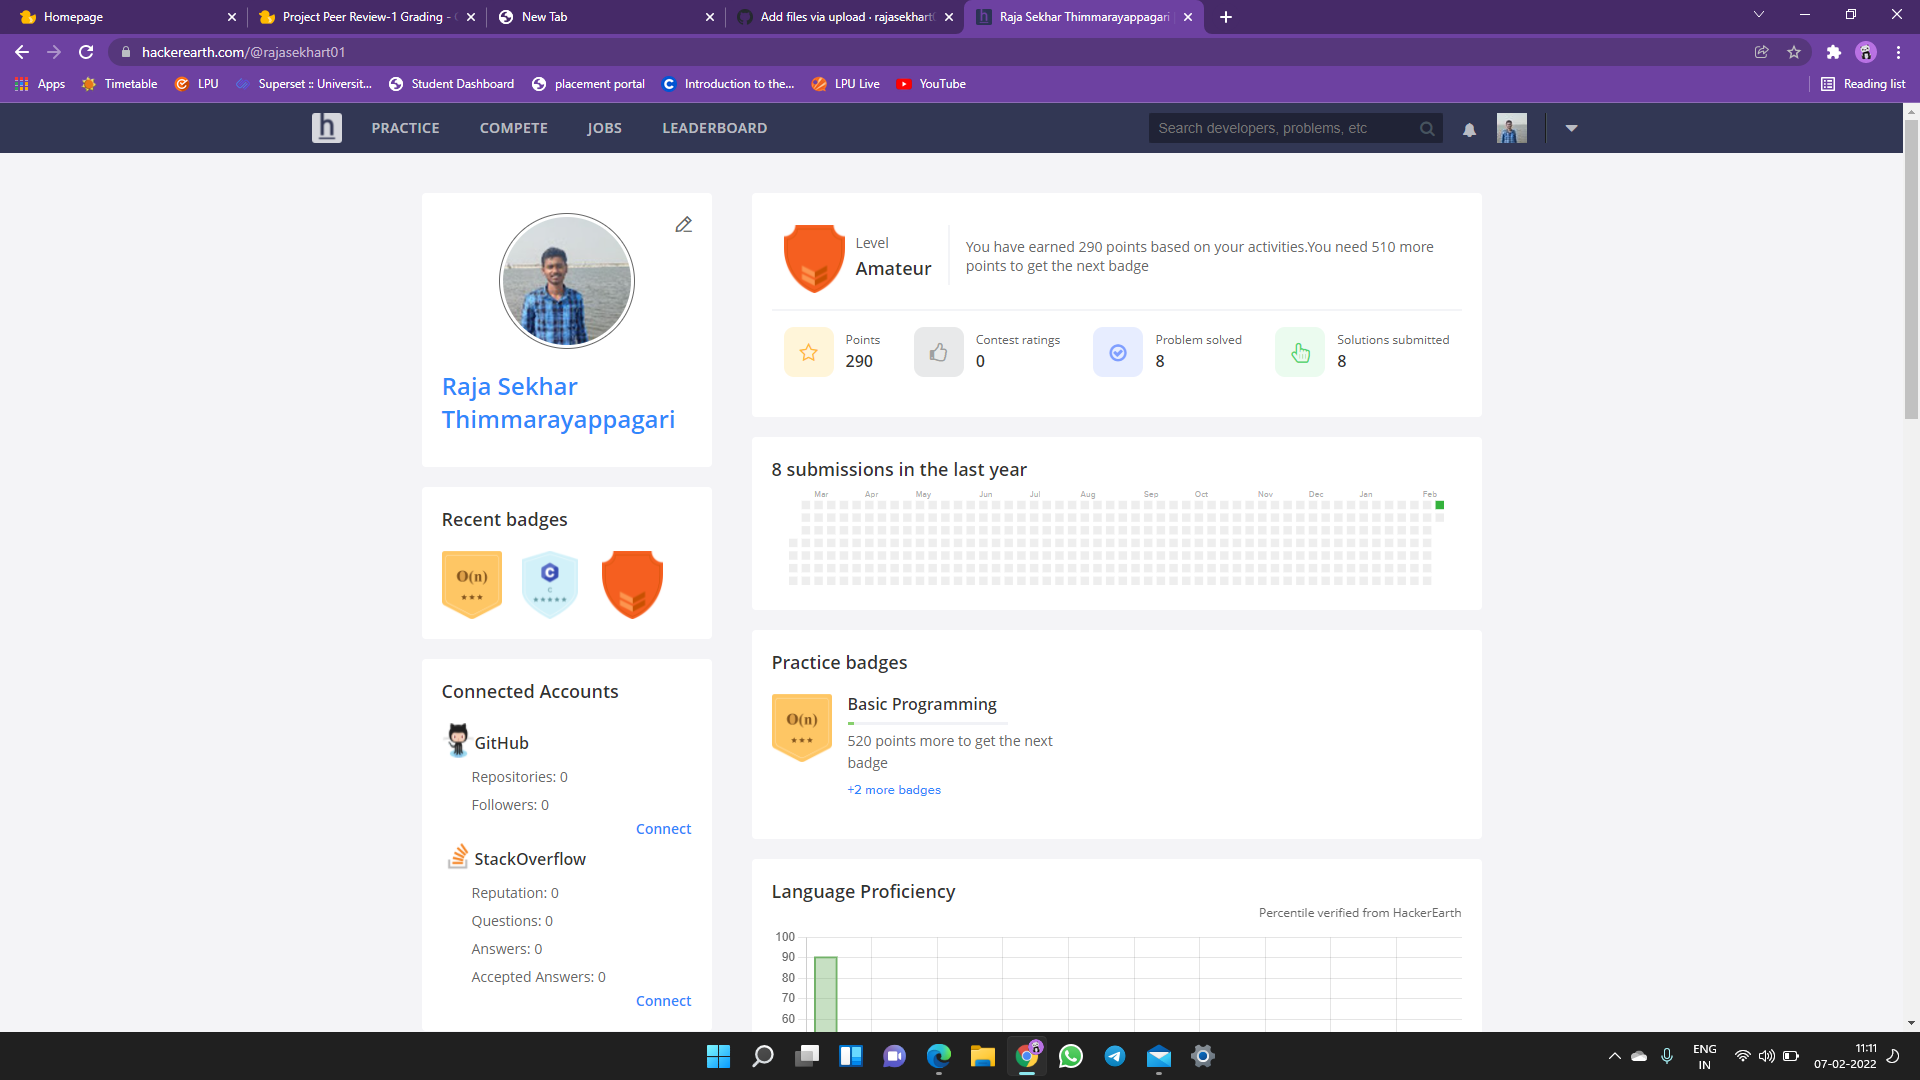 Homepage
Project Peer Review-1 Grading -
New Tab
Add files via upload · rajasekhart
Raja Sekhar Thimmarayappagari
hackerearth.com/@rajasekhart01
Apps
Timetable
LPU
Superset :: Universit...
Student Dashboard
placement portal
Introduction to the...
LPU Live
YouTube
Reading list
h
PRACTICE
COMPETE
JOBS
LEADERBOARD
Search developers, problems, etc
Raja Sekhar
Thimmarayappagari
Level
Amateur
You have earned 290 points based on your activities.You need 510 more
points to get the next badge
Points
290
Contest ratings
0
Problem solved
8
Solutions submitted
8
8 submissions in the last year
Mar Apr May Jun Jul Aug Sep Oct Nov Dec Jan Feb
Recent badges
O(n)
C
C
Practice badges
O(n)
Basic Programming
520 points more to get the next
badge
+2 more badges
Connected Accounts
GitHub
Repositories: 0
Followers: 0
Connect
StackOverflow
Reputation: 0
Questions: 0
Answers: 0
Accepted Answers: 0
Connect
Language Proficiency
Percentile verified from HackerEarth
100
90
80
70
60
ENG
IN
11:11
07-02-2022